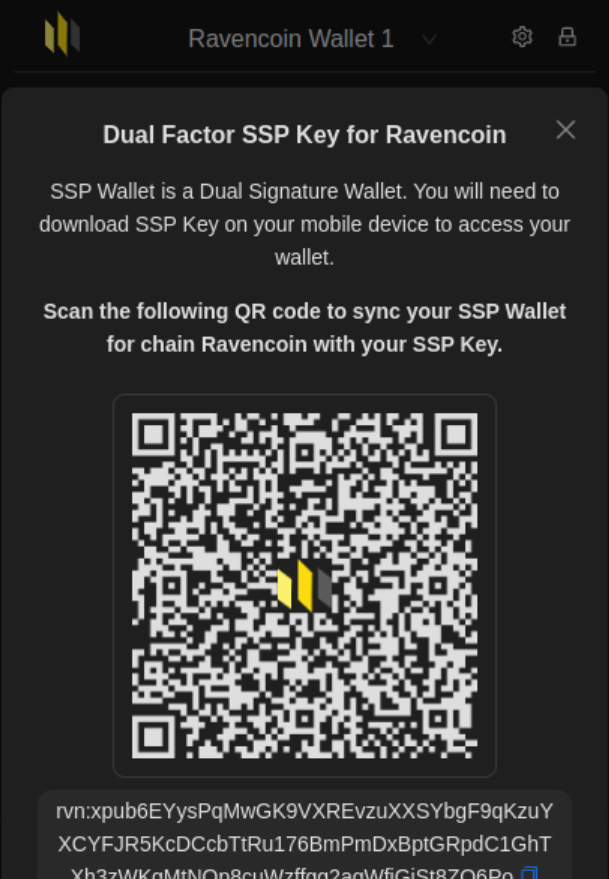 Ravencoin Wallet 1
Dual Factor SSP Key for Ravencoin
SSP Wallet is a Dual Signature Wallet. You will need to
download SSP Key on your mobile device to access your
wallet.
Scan the following QR code to sync your SSP Wallet
for chain Ravencoin with your SSP Key.
rvn:xpub6EYysPqMwGK9VXREvzuXXSYbgF9qKzuY
XCYFJR5KcDCcbTtRu176BmPmDxBptGRpdC1GhT